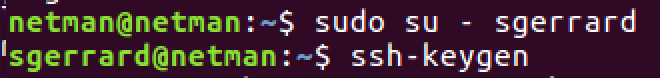 netman@netman:~$ sudo su - sgerrard
sgerrard@netman:~$ ssh-keygen